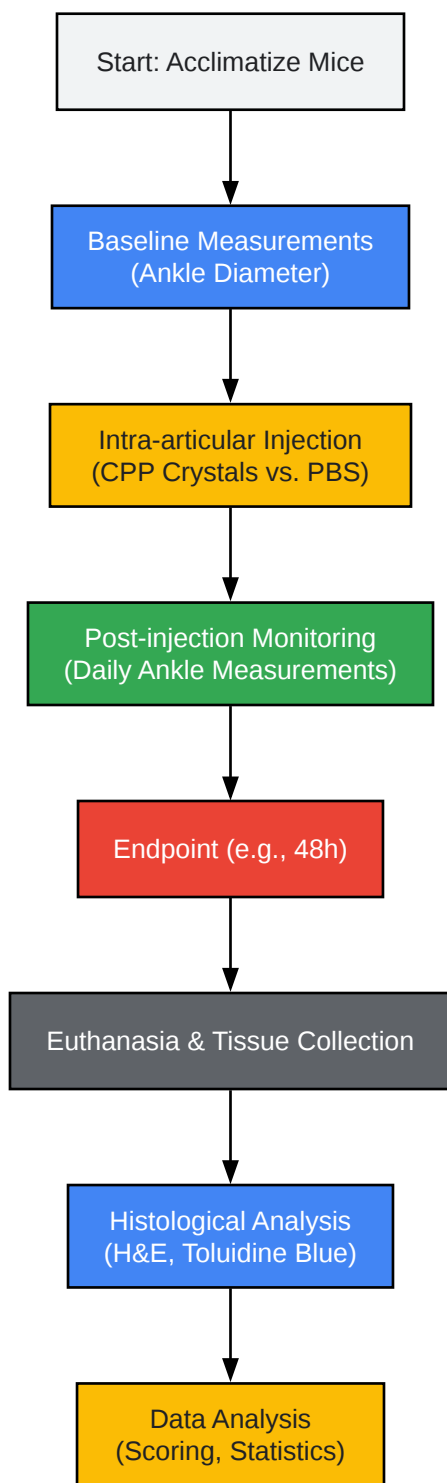 Start: Acclimatize Mice
Baseline Measurements
(Ankle Diameter)
Intra-articular Injection
(CPP Crystals vs. PBS)
Post-injection Monitoring
(Daily Ankle Measurements)
Endpoint (e.g., 48h)
Euthanasia & Tissue Collection
Histological Analysis
(H&E, Toluidine Blue)
Data Analysis
(Scoring, Statistics)